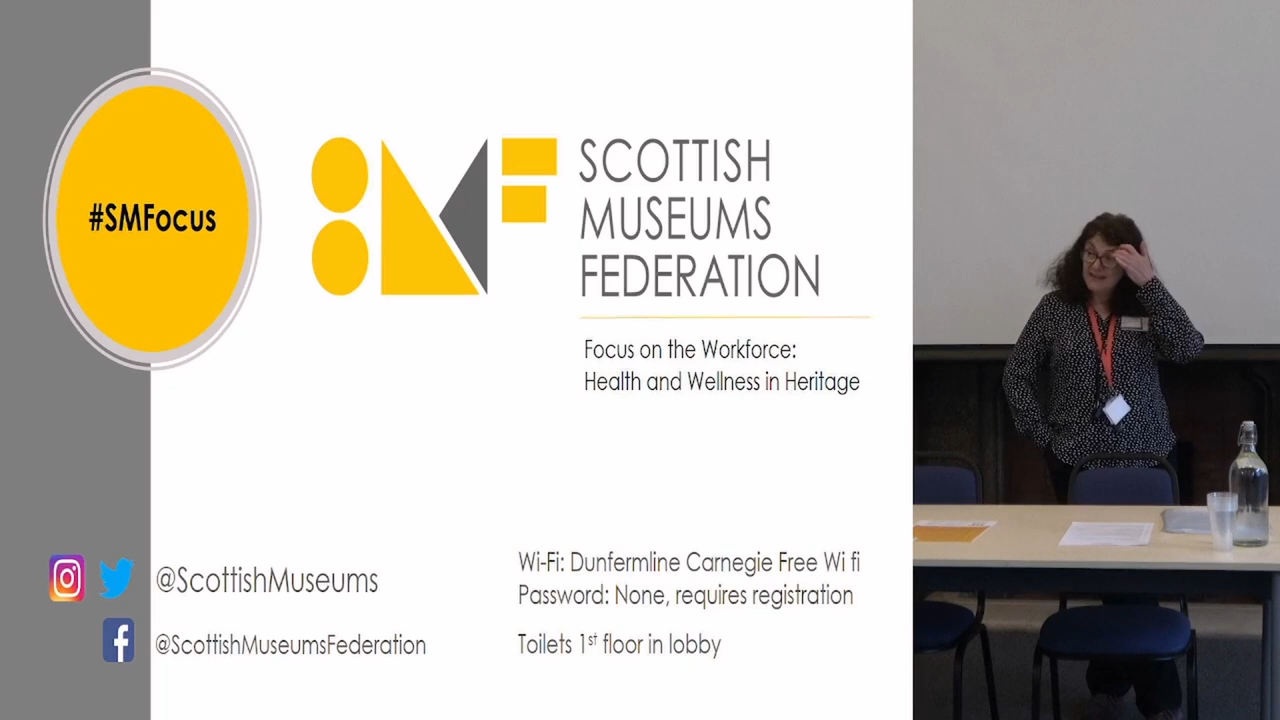 #SMFocus
SMF
SCOTTISH
MUSEUMS
FEDERATION
Focus on the Workforce:
Health and Wellness in Heritage
@ScottishMuseums
@ScottishMuseumsFederation
Wi-Fi: Dunfermline Carnegie Free Wi fi
Password: None, requires registration
Toilets 1st floor in lobby